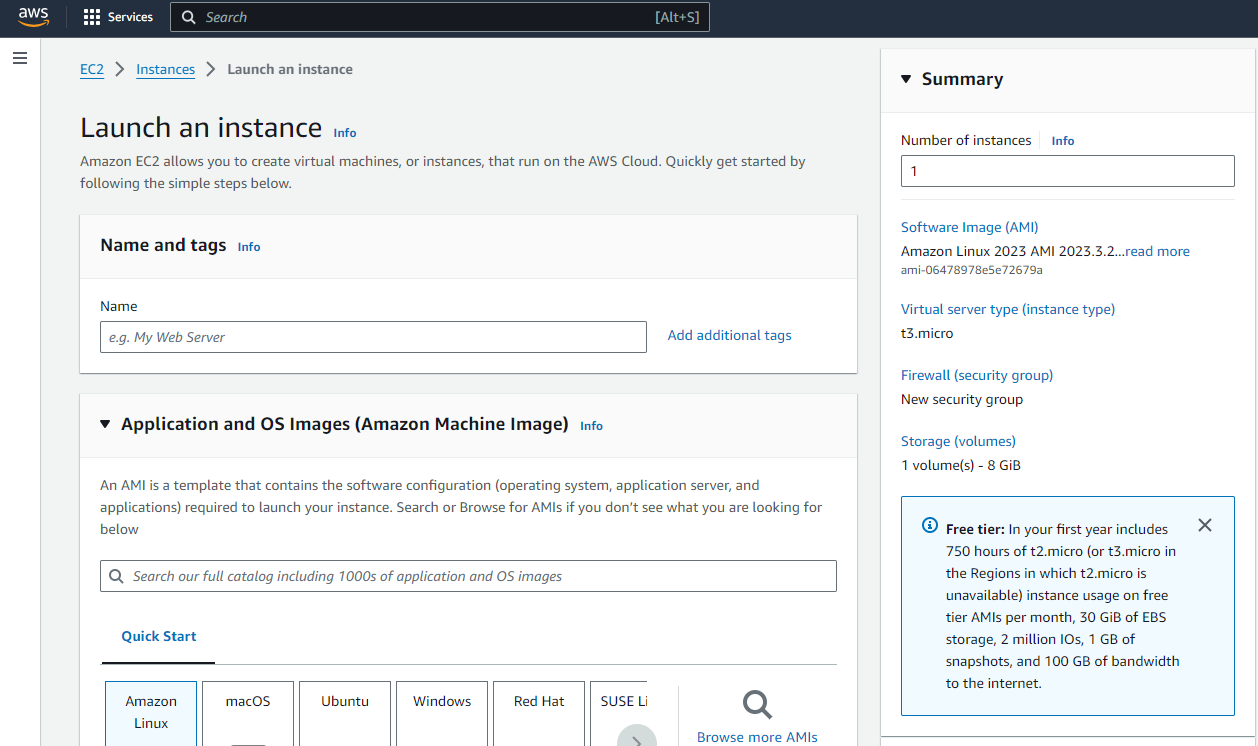 aws
Services
Search
[Alt+S]
EC2 > Instances > Launch an instance
Launch an instance Info
Amazon EC2 allows you to create virtual machines, or instances, that run on the AWS Cloud. Quickly get started by
following the simple steps below.
Name and tags Info
Name
e.g. My Web Server
Add additional tags
Application and OS Images (Amazon Machine Image) Info
An AMI is a template that contains the software configuration (operating system, application server, and
applications) required to launch your instance. Search or Browse for AMIs if you don't see what you are looking for
below
Search our full catalog including 1000s of application and OS images
Quick Start
Amazon
Linux
macOS
Ubuntu
Windows
Red Hat
SUSE Li
Browse more AMIs
Summary
Number of instances Info
1
Software Image (AMI)
Amazon Linux 2023 AMI 2023.3.2...read more
ami-06478978e5e72679a
Virtual server type (instance type)
t3.micro
Firewall (security group)
New security group
Storage (volumes)
1 volume(s) - 8 GiB
Free tier: In your first year includes
750 hours of t2.micro (or t3.micro in
the Regions in which t2.micro is
unavailable) instance usage on free
tier AMIs per month, 30 GiB of EBS
storage, 2 million IOs, 1 GB of
snapshots, and 100 GB of bandwidth
to the internet.